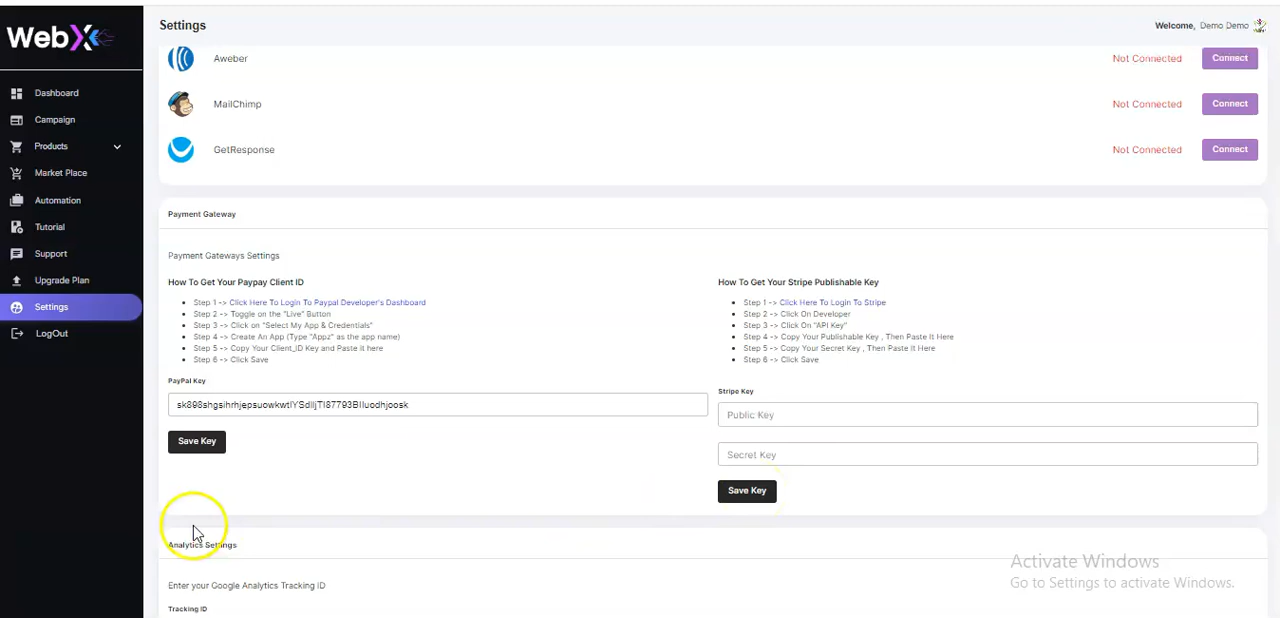 WebX
Settings
Welcome, Demo Demo
Aweber
Not Connected
Connect
MailChimp
Not Connected
Connect
GetResponse
Not Connected
Connect
Dashboard
Campaign
Products
Market Place
Automation
Tutorial
Support
Upgrade Plan
Settings
LogOut
Payment Gateway
Payment Gateways Settings
How To Get Your Paypay Client ID
Step 1 -> Click Here To Login To Paypal Developer's Dashboard
Step 2 -> Toggle on the "Live" Button
Step 3 -> Click on "Select My App & Credentials"
Step 4 -> Create An App (Type "Appz" as the app name)
Step 5 -> Copy Your Client_ID Key and Paste it here
Step 6 -> Click Save
PayPal Key
Save Key
How To Get Your Stripe Publishable Key
Step 1 -> Click Here To Login To Stripe
Step 2 -> Click On Developer
Step 3 -> Click On "API Key"
Step 4 -> Copy Your Publishable Key , Then Paste It Here
Step 5 -> Copy Your Secret Key , Then Paste It Here
Step 6 -> Click Save
Stripe Key
Public Key
Secret Key
Save Key
Analytics Settings
Enter your Google Analytics Tracking ID
Tracking ID
Activate Windows
Go to Settings to activate Windows.